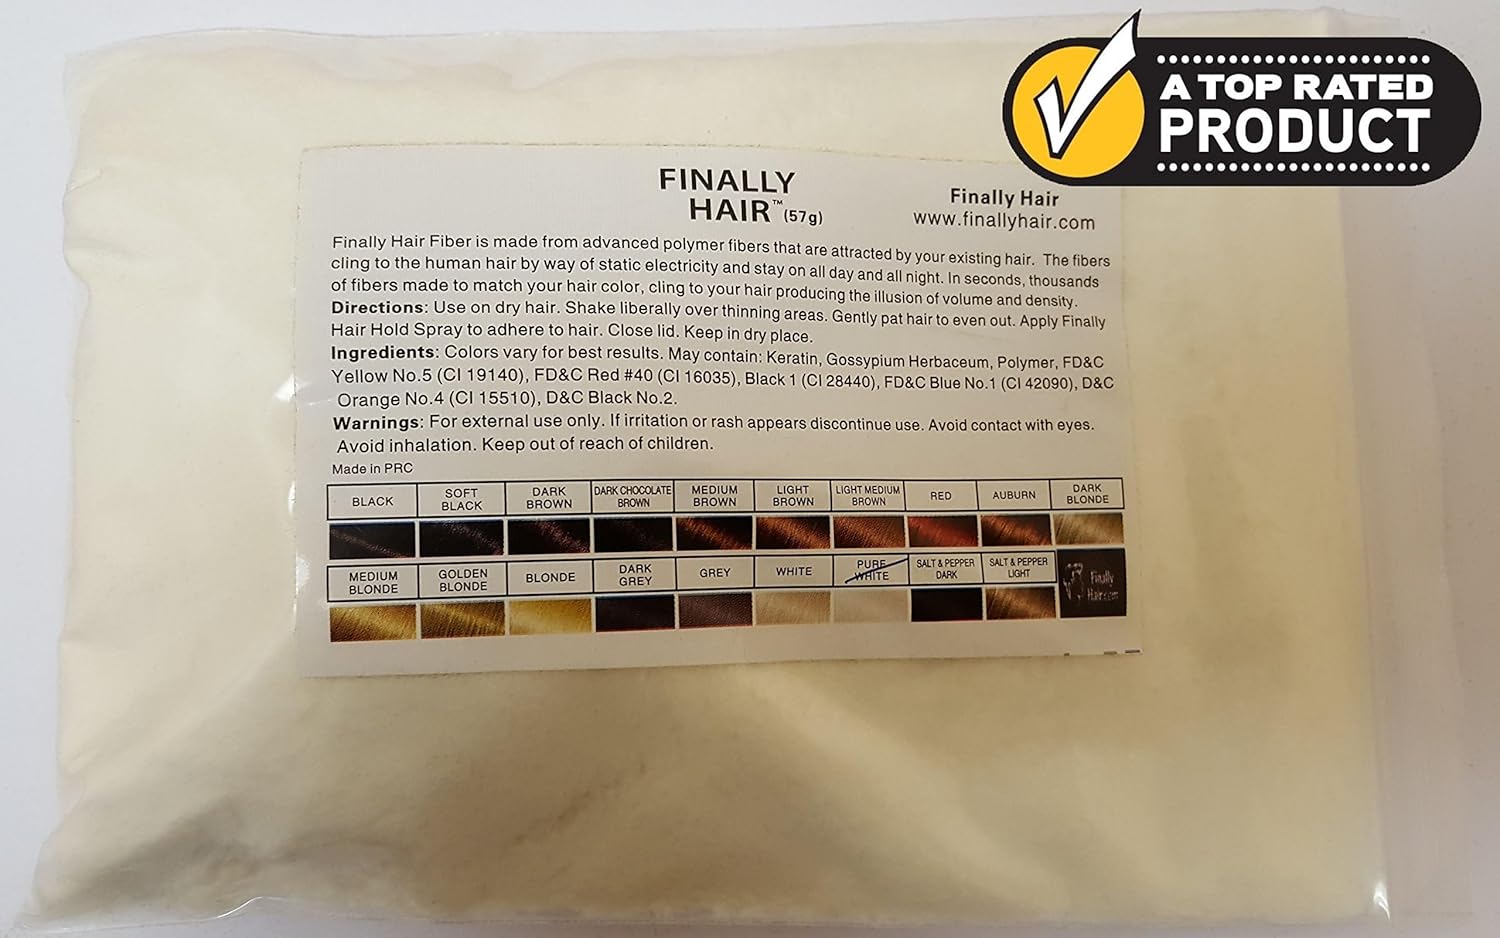 A TOP RATED
PRODUCT
FINALLY
HAIR™ (57g)
Finally Hair
www.finallyhair.com
Finally Hair Fiber is made from advanced polymer fibers that are attracted by your existing hair. The fibers
cling to the human hair by way of static electricity and stay on all day and all night. In seconds, thousands
of fibers made to match your hair color, cling to your hair producing the illusion of volume and density.
Directions: Use on dry hair. Shake liberally over thinning areas. Gently pat hair to even out. Apply Finally
Hair Hold Spray to adhere to hair. Close lid. Keep in dry place.
Ingredients: Colors vary for best results. May contain: Keratin, Gossypium Herbaceum, Polymer, FD&C
Yellow No.5 (CI 19140), FD&C Red #40 (CI 16035), Black 1 (CI 28440), FD&C Blue No.1 (CI 42090), D&C
Orange No.4 (CI 15510), D&C Black No.2.
Warnings: For external use only. If irritation or rash appears discontinue use. Avoid contact with eyes.
Avoid inhalation. Keep out of reach of children.
Made in PRC
BLACK
SOFT
BLACK
DARK
BROWN
DARK CHOCOLATE
BROWN
MEDIUM
BROWN
LIGHT
BROWN
LIGHT MEDIUM
BROWN
RED
AUBURN
DARK
BLONDE
MEDIUM
BLONDE
GOLDEN
BLONDE
BLONDE
DARK
GREY
GREY
WHITE
PURE
WHITE
SALT & PEPPER
DARK
SALT & PEPPER
LIGHT
Finally
Hair.com